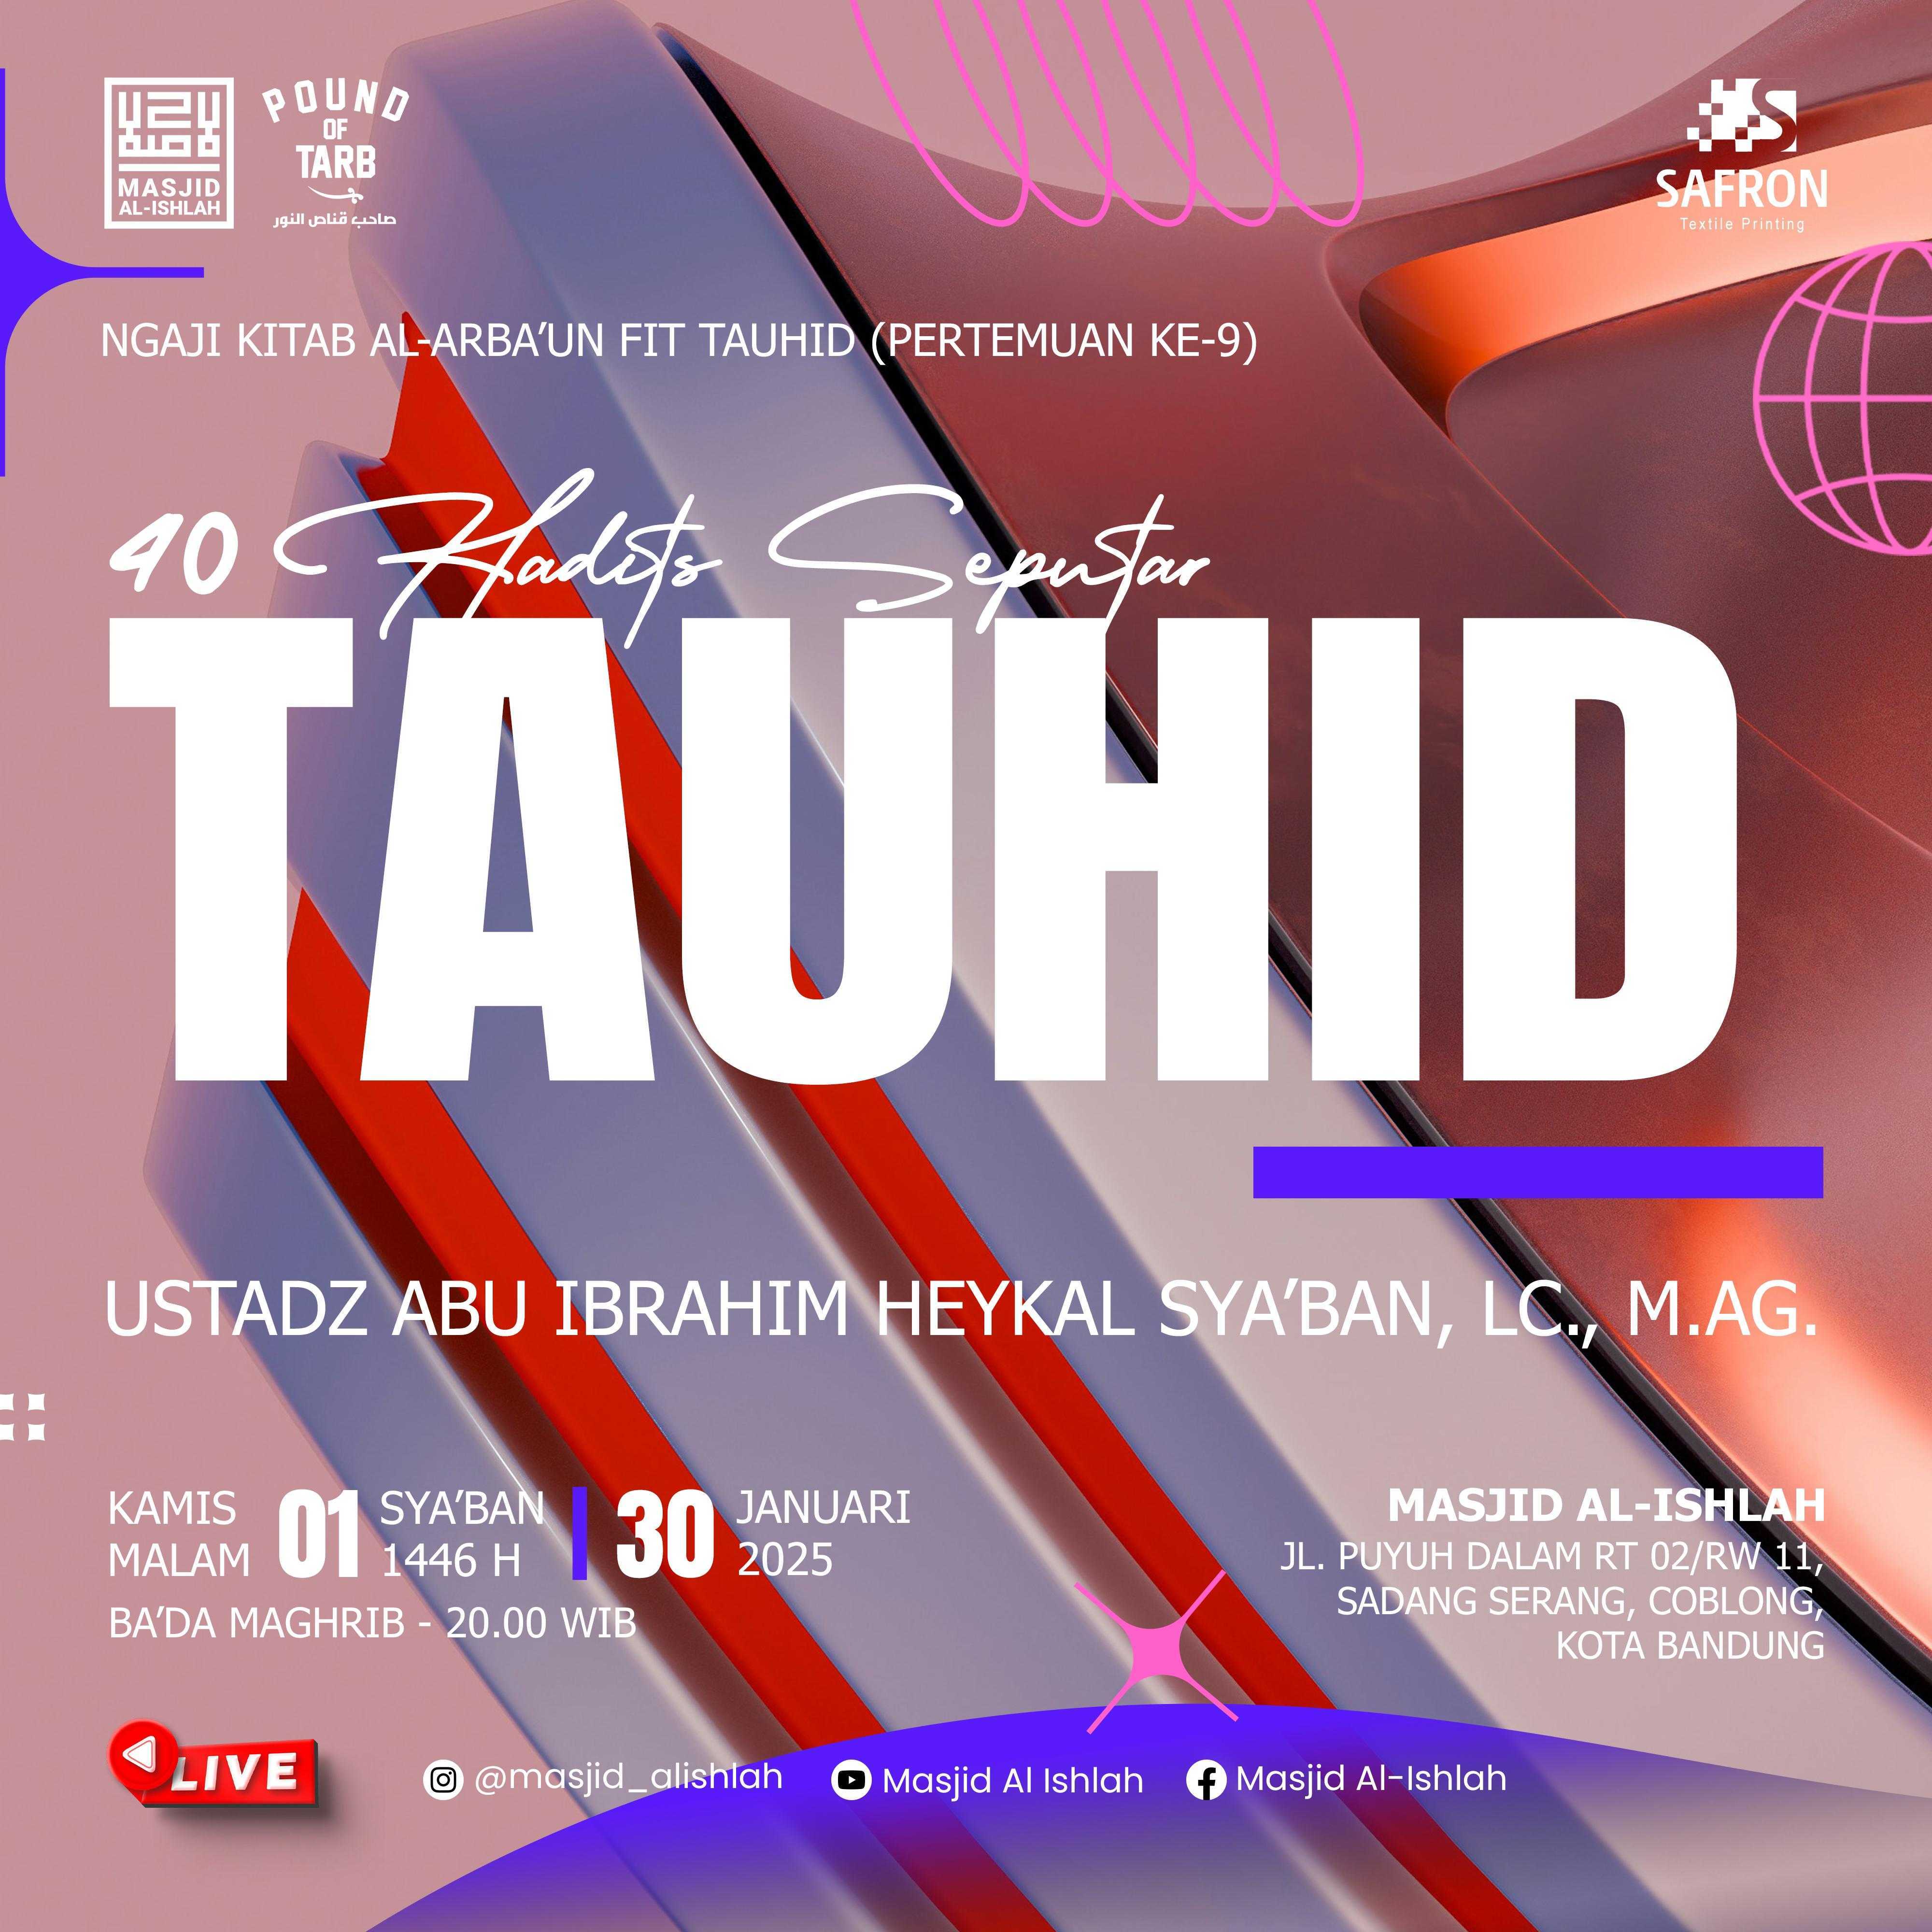 MASJID
AL-ISHLAH
POUND
OF
TARB
صاحب قناص النور
SAFRON
Textile Printing
NGAJI KITAB AL-ARBA’UN FIT TAUHID (PERTEMUAN KE-9)
40 Hadits Seputar
TAUHID
USTADZ ABU IBRAHIM HEYKAL SYA’BAN, LC., M.AG.
KAMIS MALAM 01 SYA’BAN 1446 H | 30 JANUARI 2025
BA’DA MAGHRIB - 20.00 WIB
MASJID AL-ISHLAH
JL. PUYUH DALAM RT 02/RW 11,
SADANG SERANG, COBLONG,
KOTA BANDUNG
LIVE
@masjid_alishlah
Masjid Al Ishlah
Masjid Al-Ishlah